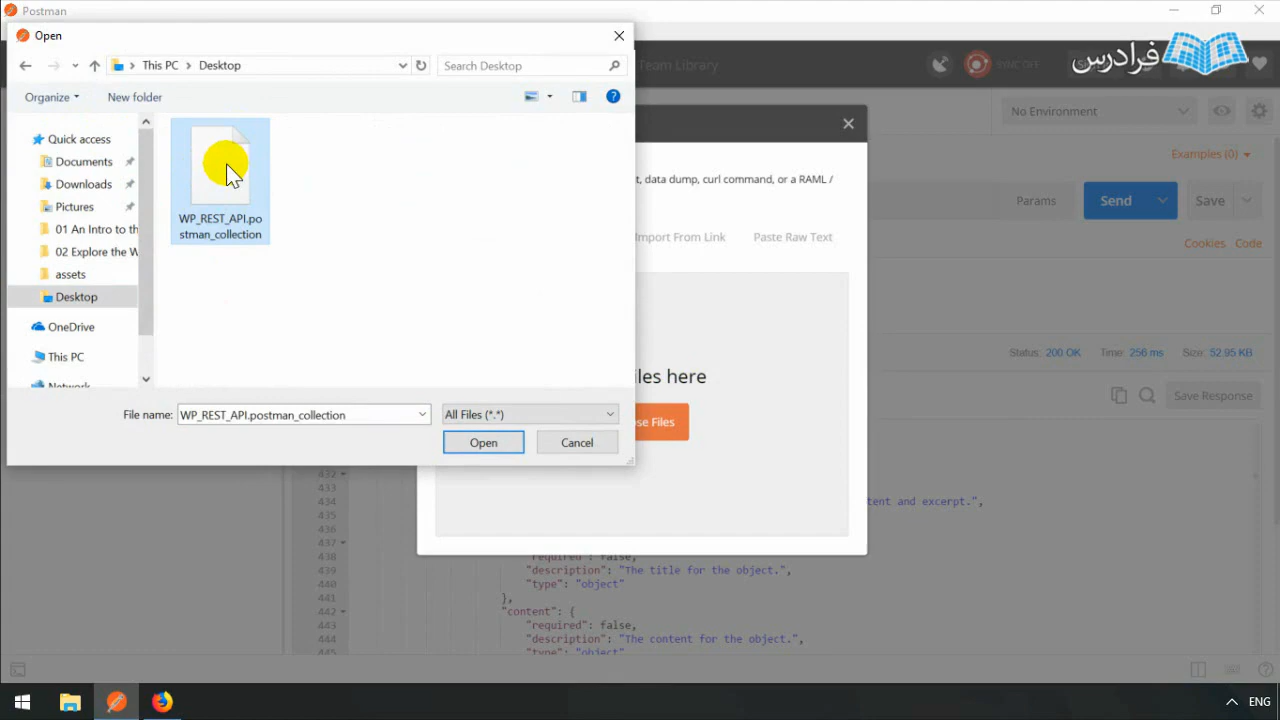 Postman
Open
This PC > Desktop
Search Desktop
Team Library
SYNC OFF
فرادرس
Organize
New folder
No Environment
Quick access
Documents
Downloads
Pictures
01 An Intro to th
02 Explore the W
assets
Desktop
OneDrive
This PC
Network
WP_REST_API.po
stman_collection
Examples (0)
t, data dump, curl command, or a RAML /
Params
Send
Save
Import From Link
Paste Raw Text
Cookies
Code
Status: 200 OK
Time: 256 ms
Size: 52.95 KB
iles here
se Files
Save Response
File name:
WP_REST_API.postman_collection
All Files (*.*)
Open
Cancel
432
433
434
tent and excerpt.",
435
436
437
438
"required": false,
439
"description": "The title for the object.",
440
"type": "object"
441
},
442
"content": {
443
"required": false,
444
"description": "The content for the object.",
445
"type": "object"
ENG